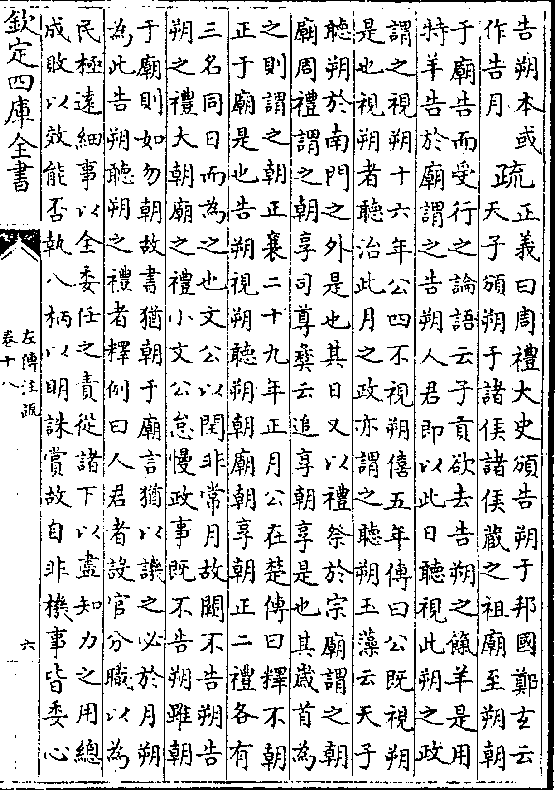 告朔本或
作告月　疏
正義曰周禮大史頒告朔于邦國鄭玄云
天子頒朔于諸侯諸侯藏之祖廟至朔朝
于廟告而受行之論語云子貢欲去告朔之餼羊是用
特羊告於廟謂之告朔人君即以此日聽視此朔之政
謂之視朔十六年公四不視朔僖五年傳曰公既視朔
是也視朔者聽治此月之政亦謂之聽朔玉藻云天子
聽朔於南門之外是也其日又以禮祭於宗廟謂之朝
廟周禮謂之朝享司尊彝云追享朝享是也其歲首為
之則謂之朝正襄二十九年正月公在楚傳曰釋不朝
正于廟是也告朔視朔聽朔朝廟朝享朝正二禮各有
三名同日而為之也文公以閏非常月故闕不告朔告
朔之禮大朝廟之禮小文公怠慢政事既不告朔雖朝
于廟則如勿朝故書猶朝于廟言猶以譏之必於月朔
為此告朔聽朔之禮者釋例曰人君者設官分職以為
民極遠細事以全委任之責從諸下以盡知力之用總
成敗以效能否執八柄以明誅賞故自非機事皆委心
欽定四庫全書
左傳注疏
卷十八
六